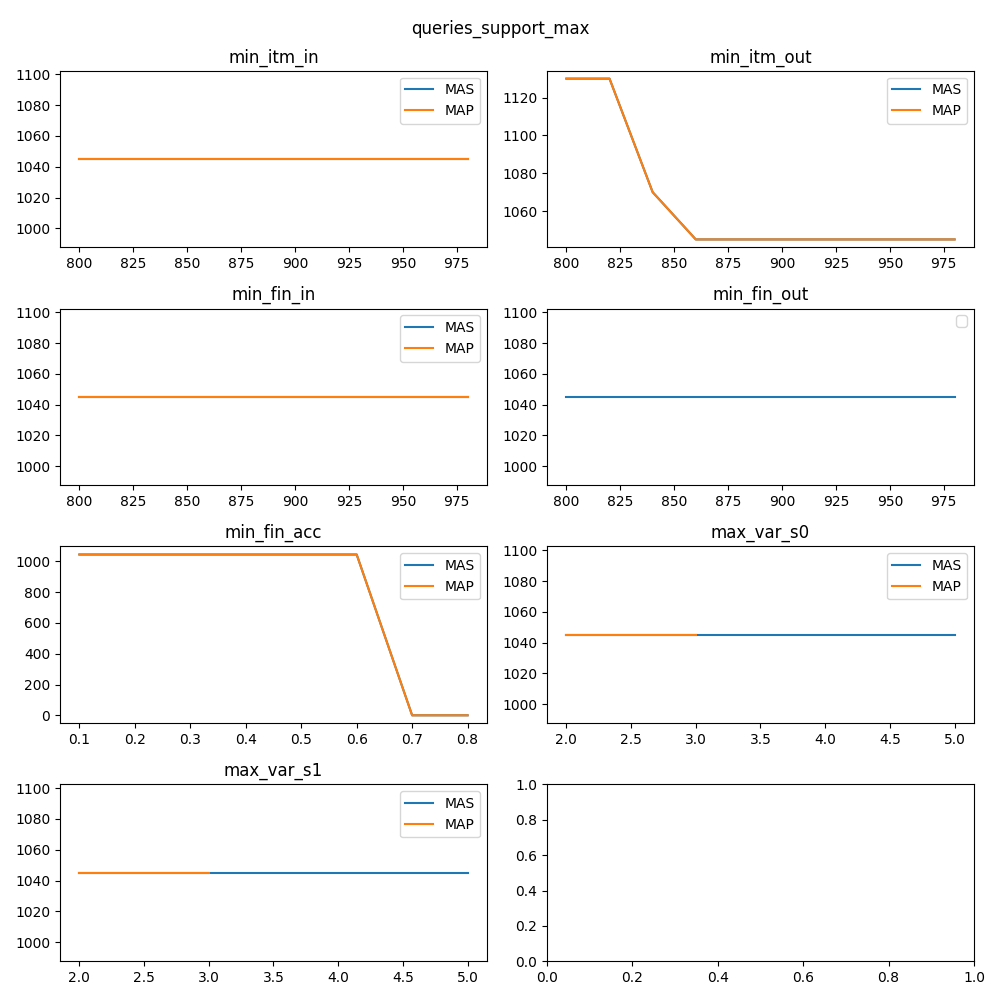 queries_support_max
min_itm_in
1100
1080
1060
1040
1020
1000
MAS
MAP
800 825 850 875 900 925 950 975
min_itm_out
1120
1100
1080
1060
MAS
MAP
800 825 850 875 900 925 950 975
min_fin_in
1100
1080
1060
1040
1020
1000
MAS
MAP
800 825 850 875 900 925 950 975
min_fin_out
1100
1080
1060
1040
1020
1000
800 825 850 875 900 925 950 975
min_fin_acc
1000
800
600
400
200
0
MAS
MAP
0.1 0.2 0.3 0.4 0.5 0.6 0.7 0.8
max_var_s0
1100
1080
1060
1040
1020
1000
MAS
MAP
2.0 2.5 3.0 3.5 4.0 4.5 5.0
max_var_s1
1100
1080
1060
1040
1020
1000
MAS
MAP
2.0 2.5 3.0 3.5 4.0 4.5 5.0
1.0
0.8
0.6
0.4
0.2
0.0
0.0 0.2 0.4 0.6 0.8 1.0